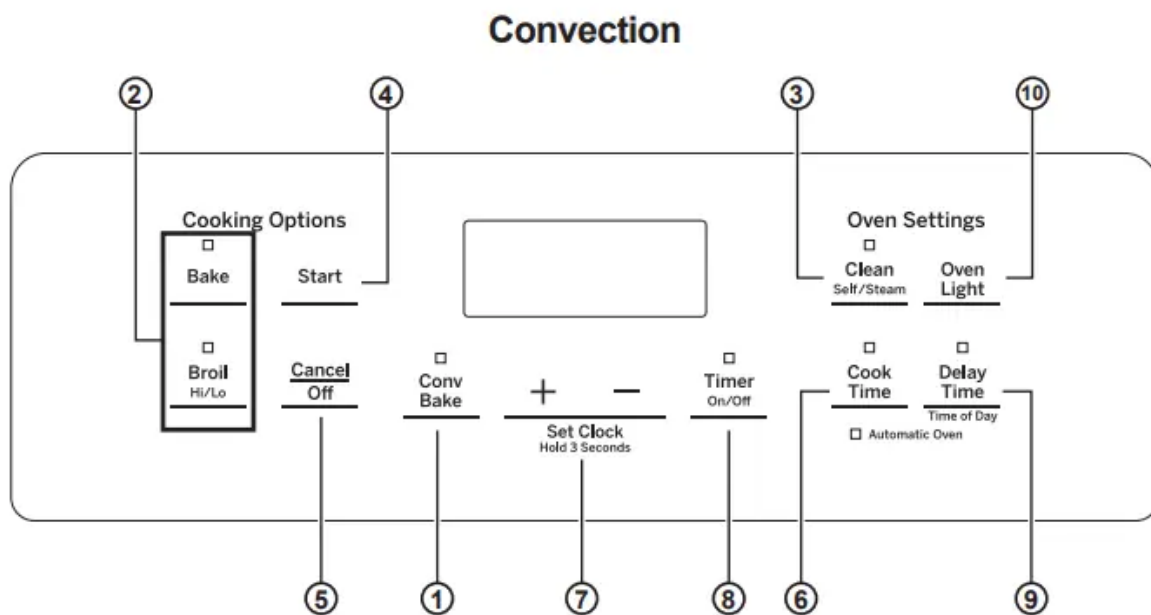 Convection
2
4
3
10
Cooking Options
Oven Settings
Bake
Start
Clean
Self/Steam
Oven
Light
Broil
Hi/Lo
Cancel
Off
Conv
Bake
+ −
Set Clock
Hold 3 Seconds
Timer
On/Off
Cook
Time
Delay
Time
Time of Day
Automatic Oven
5
1
7
8
6
9